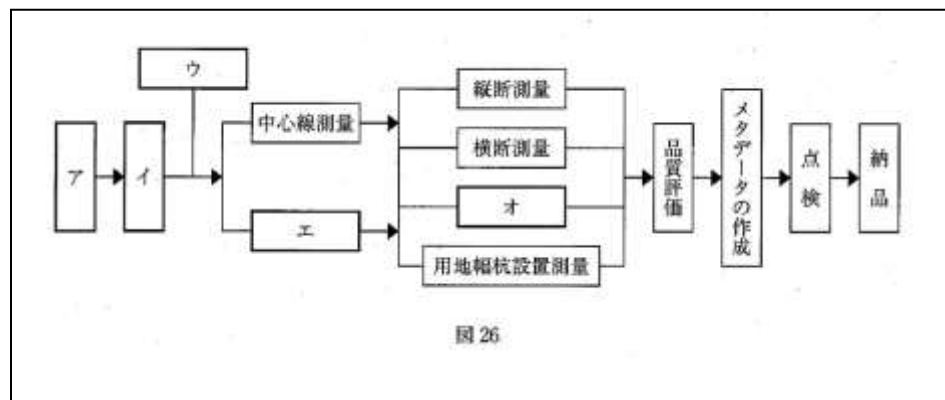 ウ
縦断測量
中心線測量
横断測量
ア
イ
品質評価
メタデータの作成
点検
納品
エ
オ
用地幅杭設置測量
図 26